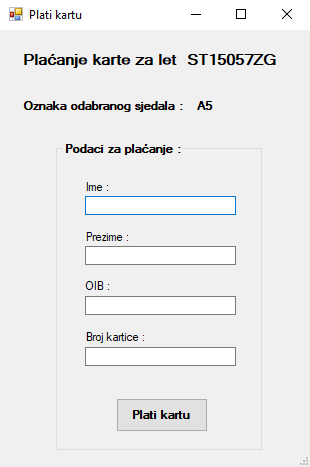 Plati kartu
Plaćanje karte za let ST15057ZG
Oznaka odabranog sjedala : A5
Podaci za plaćanje :
Ime :
Prezime :
OIB :
Broj kartice :
Plati kartu